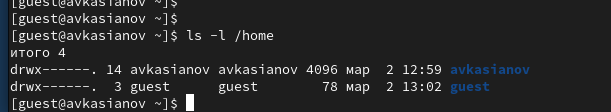 [guest@avkasianov ~]$
[guest@avkasianov ~]$
[guest@avkasianov ~]$ ls -l /home
итого 4
drwx------. 14 avkasianov avkasianov 4096 мар  2 12:59 avkasianov
drwx------.  3 guest      guest        78 мар  2 13:02 guest
[guest@avkasianov ~]$